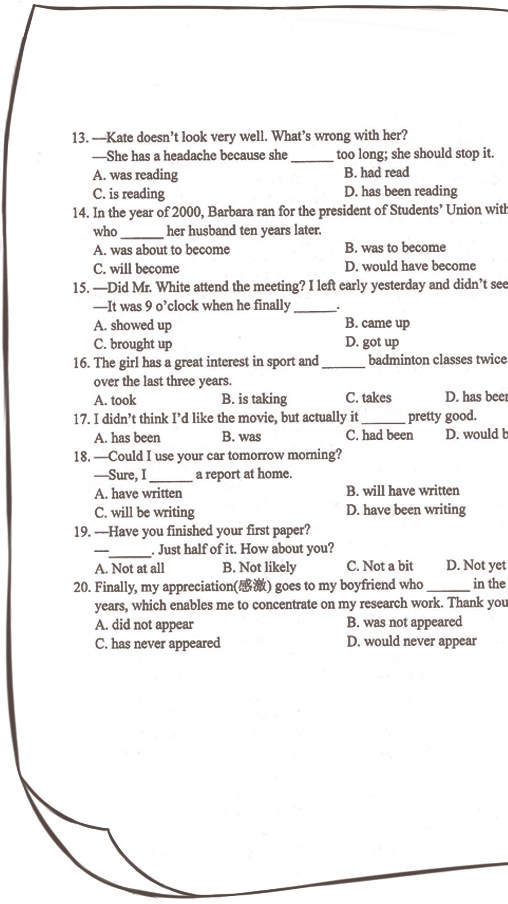 13. —Kate doesn't look very well. What's wrong with her?
—She has a headache because she ______ too long; she should stop it.
A. was reading B. had read
C. is reading D. has been reading
14. In the year of 2000, Barbara ran for the president of Students' Union with
who ______ her husband ten years later.
A. was about to become B. was to become
C. will become D. would have become
15. —Did Mr. White attend the meeting? I left early yesterday and didn't see
—It was 9 o'clock when he finally ______.
A. showed up B. came up
C. brought up D. got up
16. The girl has a great interest in sport and ______ badminton classes twice
over the last three years.
A. took B. is taking C. takes D. has
17. I didn't think I'd like the movie, but actually it ______ pretty good.
A. has been B. was C. had been D. would
18. —Could I use your car tomorrow morning?
—Sure, I ______ a report at home.
A. have written B. will have written
C. will be writing D. have been writing
19. —Have you finished your first paper?
—______. Just half of it. How about you?
A. Not at all B. Not likely C. Not a bit D. Not yet
20. Finally, my appreciation(感激) goes to my boyfriend who ______ in the
years, which enables me to concentrate on my research work. Thank you
A. did not appear B. was not appeared
C. has never appeared D. would never appear